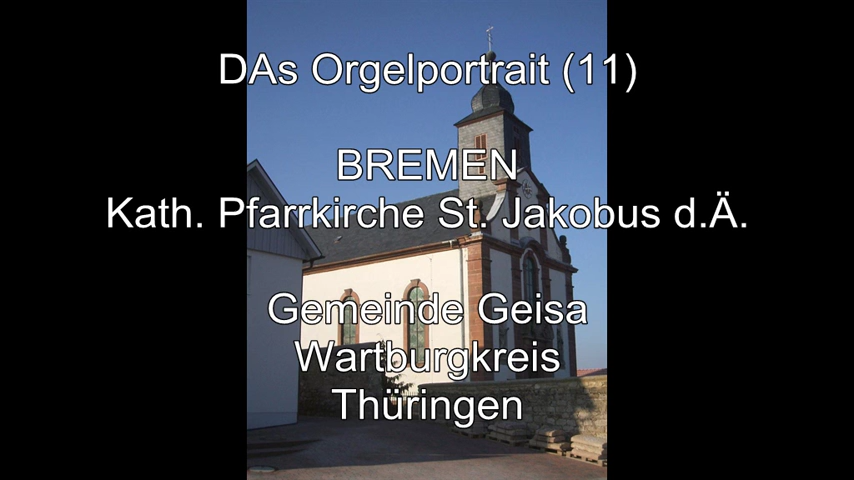 DAs Orgelportrait (11)
BREMEN
Kath. Pfarrkirche St. Jakobus d.Ä.
Gemeinde Geisa
Wartburgkreis
Thüringen